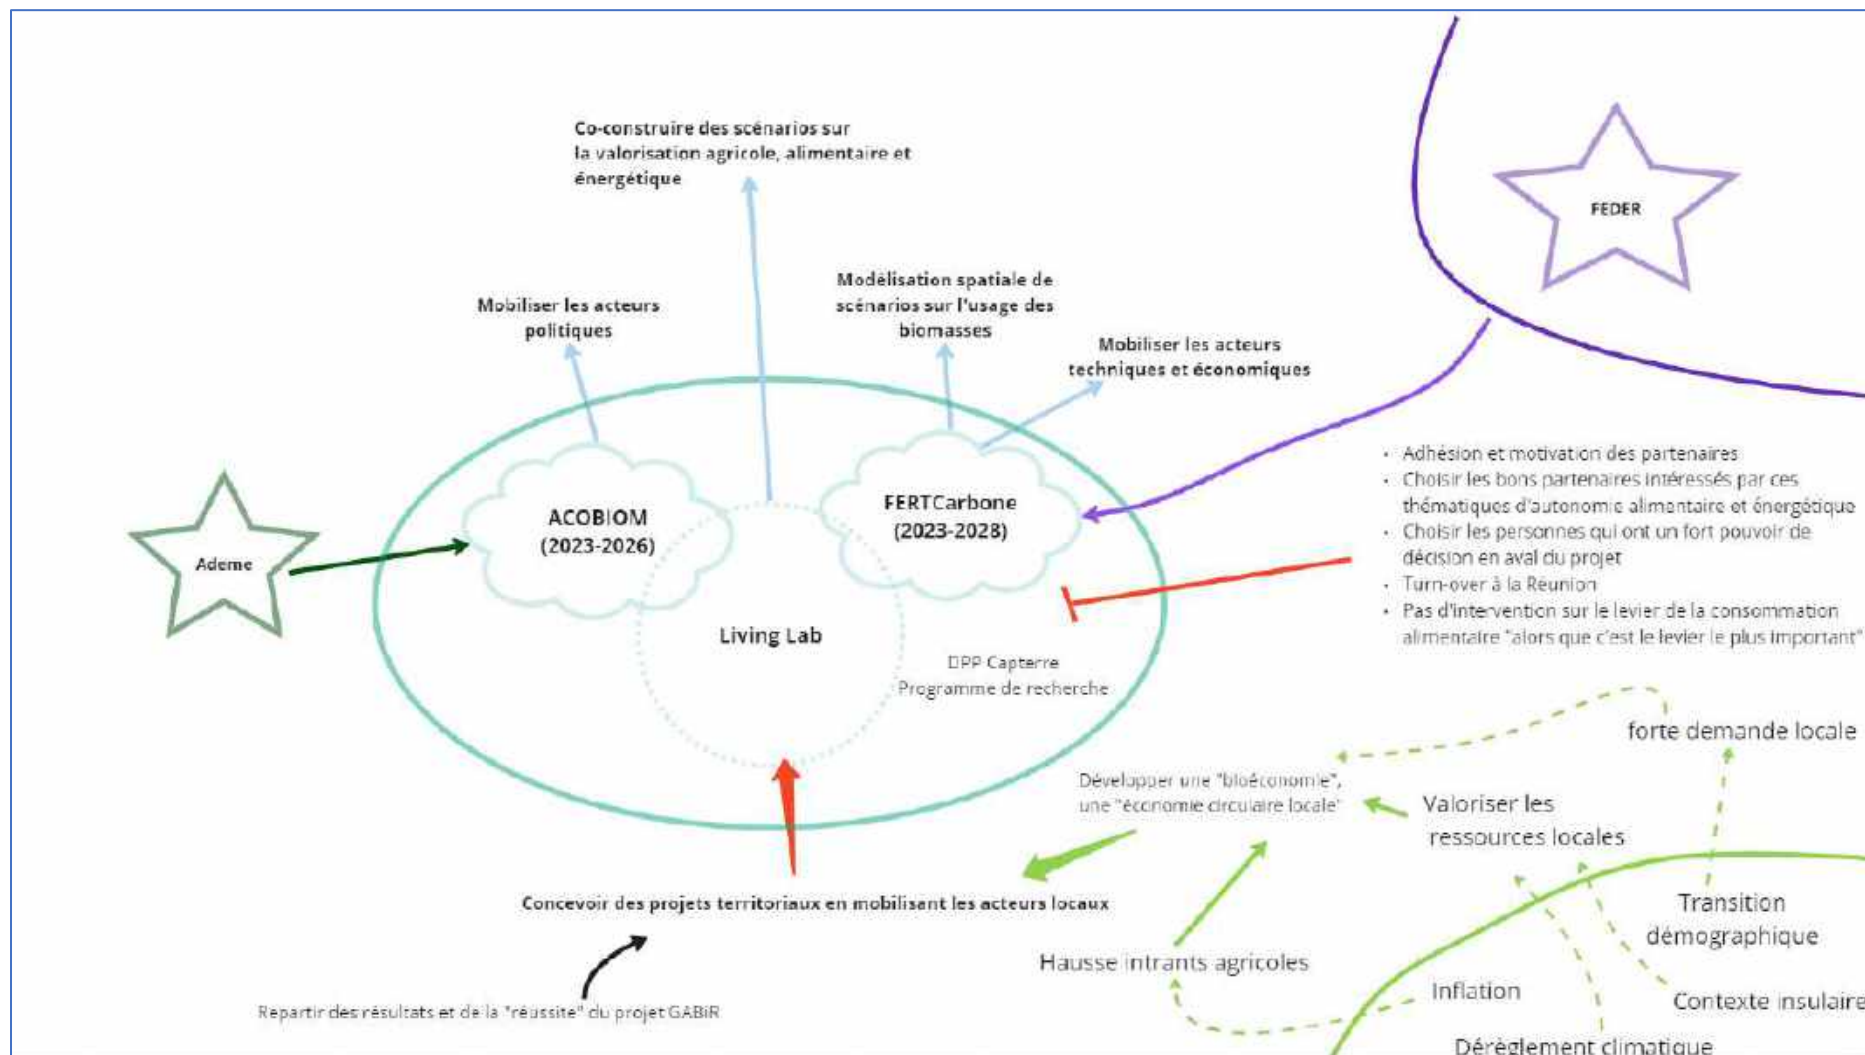 Co-construire des scénarios sur
la valorisation agricole, alimentaire et
énergétique
FEDER
Modélisation spatiale de
scénarios sur l'usage des
biomasses
Mobiliser les acteurs
politiques
Mobiliser les acteurs
techniques et économiques
• Adhésion et motivation des partenaires
• Choisir les bons partenaires intéressés par ces
thématiques d'autonomie alimentaire et énergétique
• Choisir les personnes qui ont un fort pouvoir de
décision en aval du projet
• Turn-over à la Réunion
• Pas d'intervention sur le levier de la consommation
alimentaire "alors que c'est le levier le plus important"
ACOBIOM
(2023-2026)
FERTCarbone
(2023-2028)
Ademe
Living Lab
DPP Capterre
Programme de recherche
forte demande locale
Développer une "bioéconomie",
une "économie circulaire locale"
Valoriser les
ressources locales
Concevoir des projets territoriaux en mobilisant les acteurs locaux
Transition
démographique
Hausse intrants agricoles
Inflation
Contexte insulaire
Repartir des résultats et de la "réussite" du projet GABiR
Dérèglement climatique